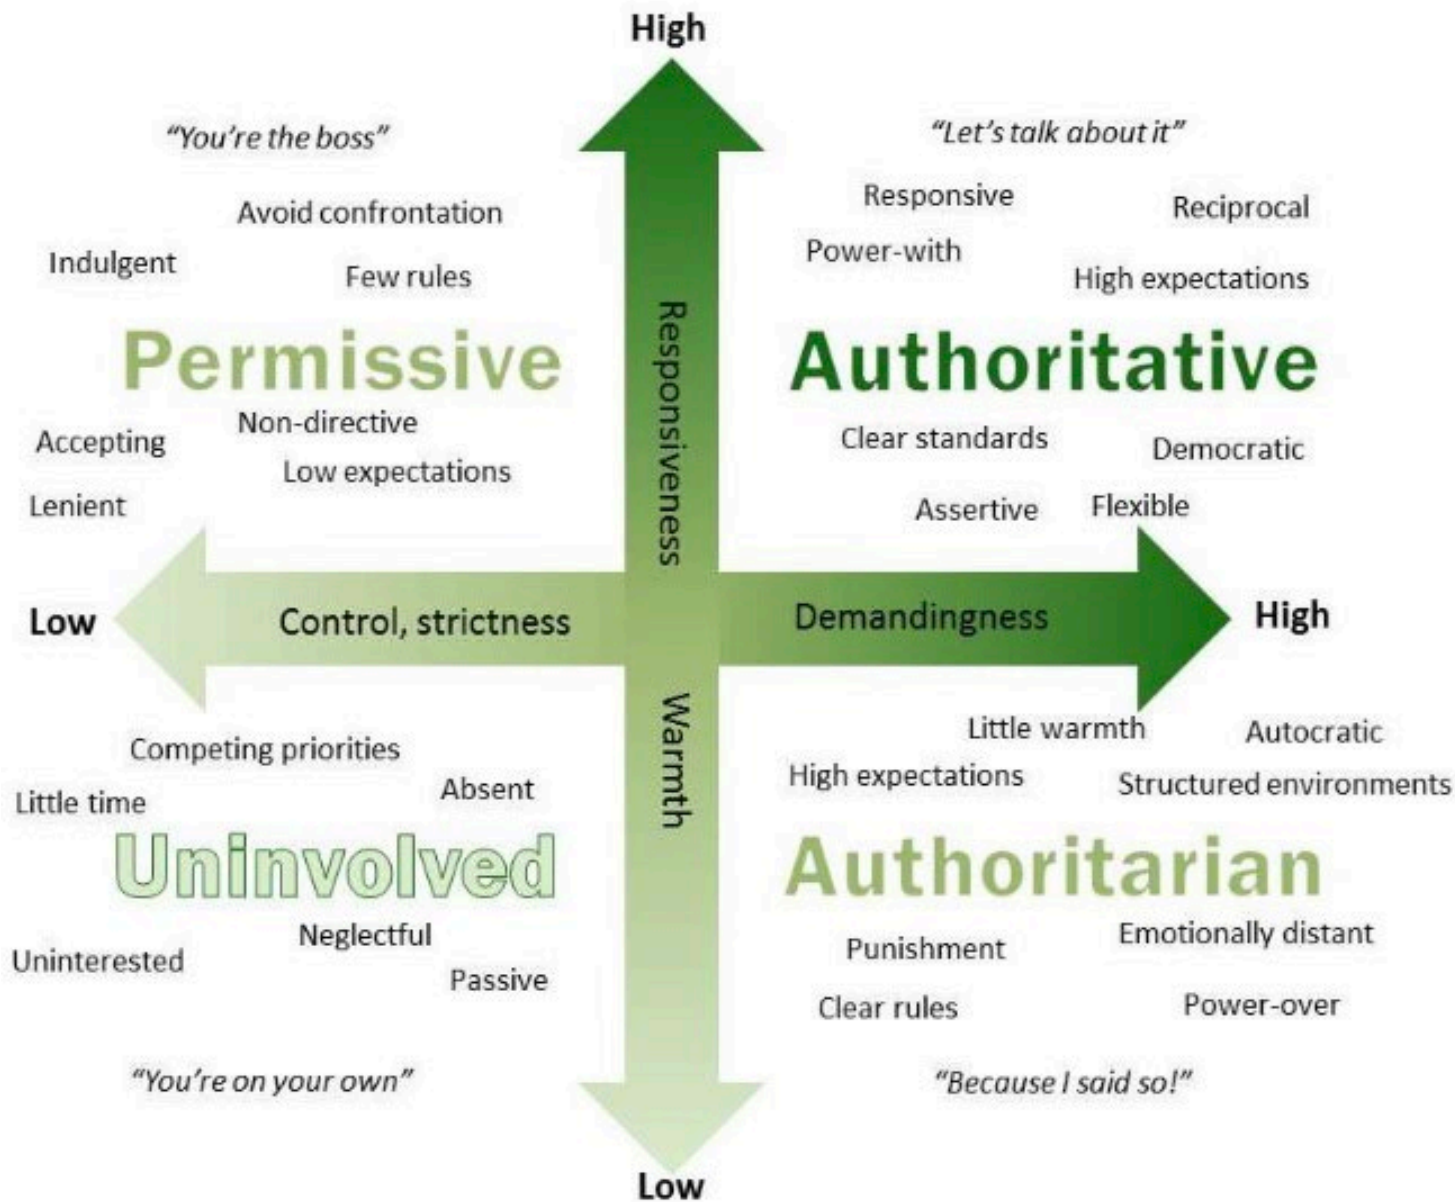 High
“You’re the boss”
Avoid confrontation
Indulgent
Few rules
Permissive
Non-directive
Accepting
Low expectations
Lenient
“Let’s talk about it”
Responsive
Reciprocal
Power-with
High expectations
Authoritative
Clear standards
Democratic
Assertive
Flexible
Responsiveness
Low
Control, strictness
Demandingness
High
Warmth
Competing priorities
Absent
Little time
Uninvolved
Neglectful
Uninterested
Passive
“You’re on your own”
Little warmth
Autocratic
High expectations
Structured environments
Authoritarian
Emotionally distant
Punishment
Clear rules
Power-over
“Because I said so!”
Low